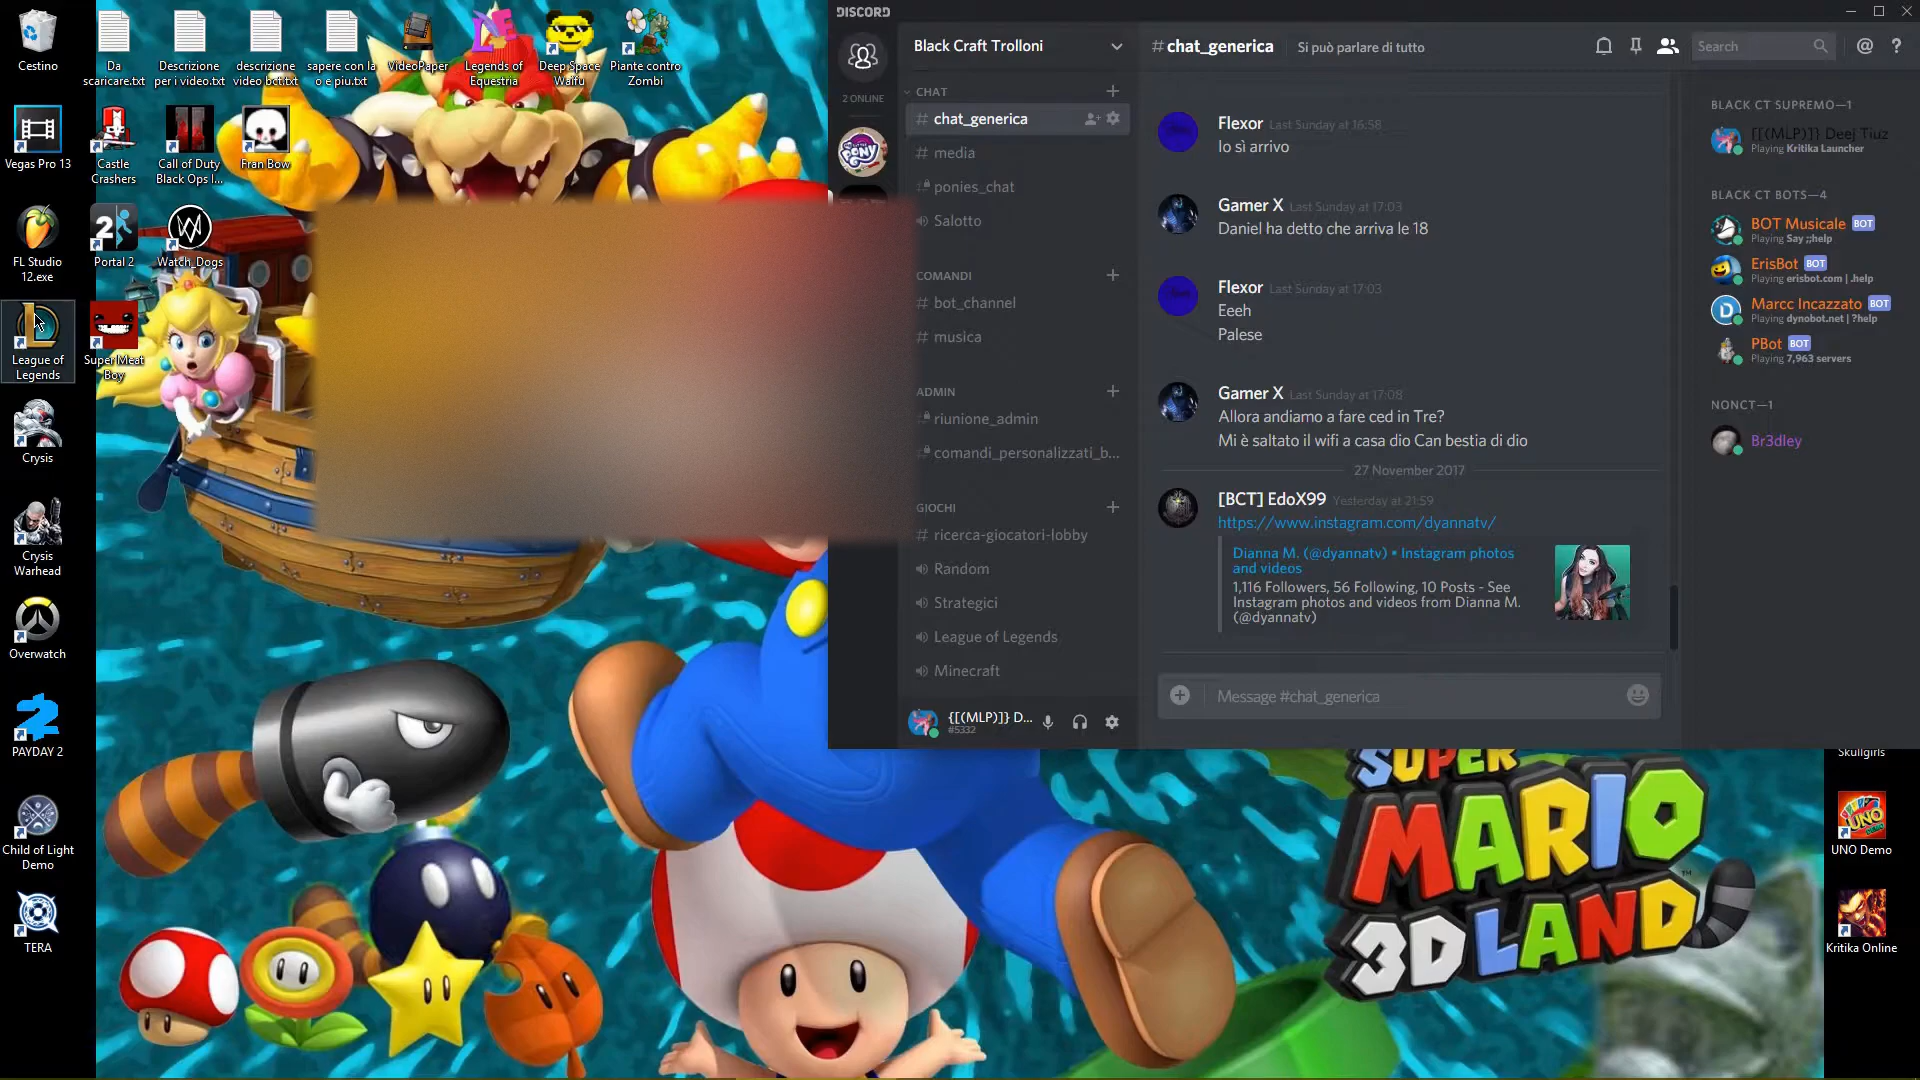 Cestino
Da
scaricare.txt
Descrizione
per i video.txt
descrizione
video bct.txt
sapere con la
o e piu.txt
VideoPaper
Legends of
Equestria
Deep Space
Waifu
Piante contro
Zombi
Vegas Pro 13
Castle
Crashers
Call of Duty
Black Ops I...
Fran Bow
FL Studio
12.exe
Portal 2
Watch_Dogs
League of
Legends
Super Meat
Boy
Crysis
Crysis
Warhead
Overwatch
PAYDAY 2
Child of Light
Demo
TERA
DISCORD
2 ONLINE
Black Craft Trolloni
CHAT
# chat_generica
# media
ponies_chat
Salotto
COMANDI
# bot_channel
# musica
ADMIN
riunione_admin
comandi_personalizzati_b...
GIOCHI
# ricerca-giocatori-lobby
Random
Strategici
League of Legends
Minecraft
{[(MLP)]} D...
#5332
# chat_generica
Si può parlare di tutto
Search
Flexor Last Sunday at 16:58
Io sì arrivo
Gamer X Last Sunday at 17:03
Daniel ha detto che arriva le 18
Flexor Last Sunday at 17:03
Eeeh
Palese
Gamer X Last Sunday at 17:08
Allora andiamo a fare ced in Tre?
Mi è saltato il wifi a casa dio Can bestia di dio
27 November 2017
[BCT] EdoX99 Yesterday at 21:59
https://www.instagram.com/dyannatv/
Dianna M. (@dyannatv) • Instagram photos
and videos
1,116 Followers, 56 Following, 10 Posts - See
Instagram photos and videos from Dianna M.
(@dyannatv)
Message #chat_generica
BLACK CT SUPREMO—1
{[(MLP)]} Deej Tiuz
Playing Kritika Launcher
BLACK CT BOTS—4
BOT Musicale BOT
Playing Say ;;help
ErisBot BOT
Playing erisbot.com | .help
Marcc Incazzato BOT
Playing dynobot.net | ?help
PBot BOT
Playing 7,963 servers
NONCT—1
Br3dley
Skullgirls
UNO Demo
Kritika Online
SUPER
MARIO
3D LAND
TM